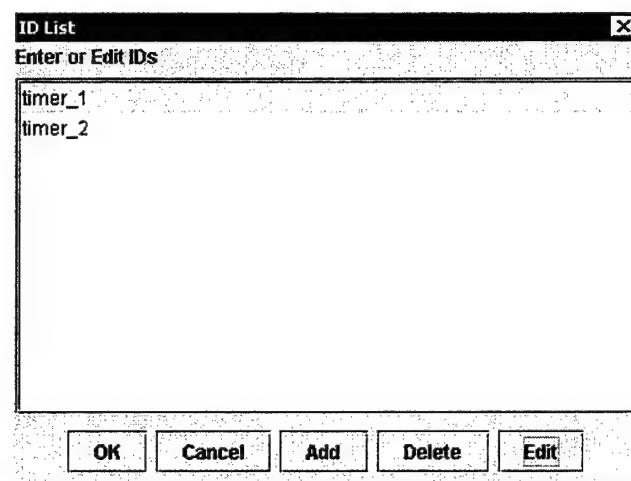 ID List
Enter or Edit IDs
timer_1
timer_2
OK Cancel Add Delete Edit